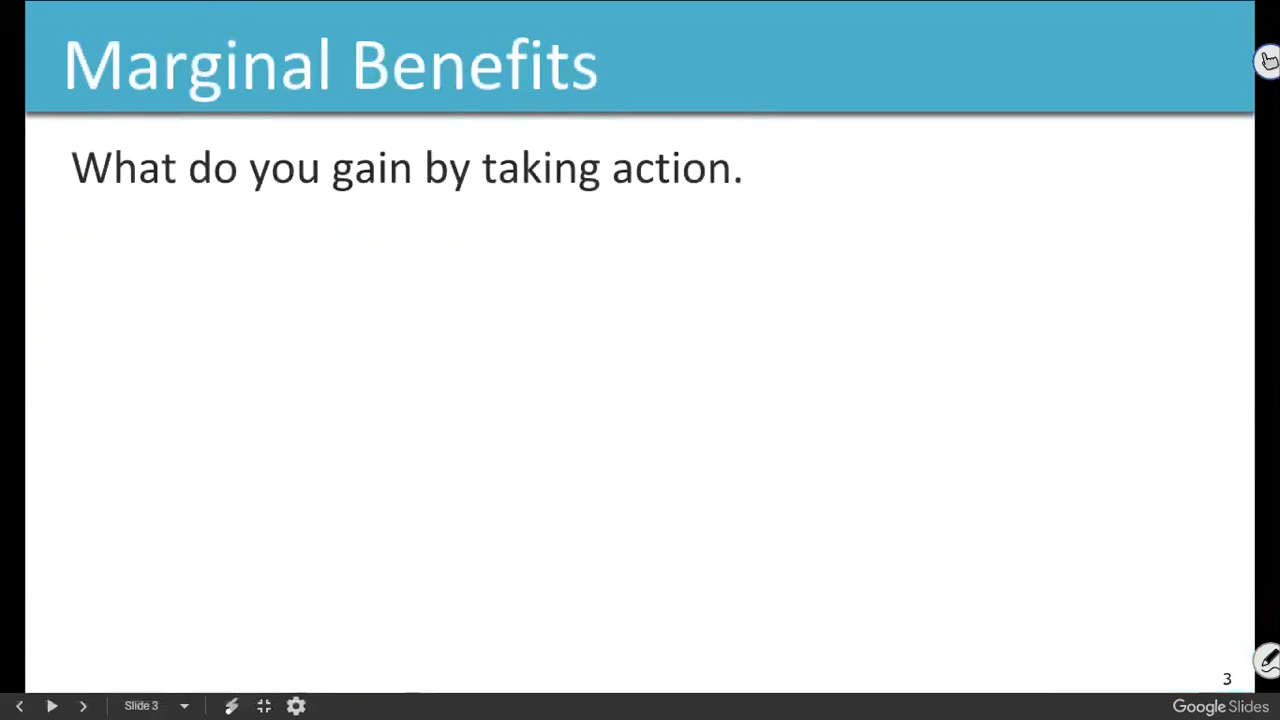 Marginal Benefits
What do you gain by taking action.
3
Slide 3
Google Slides